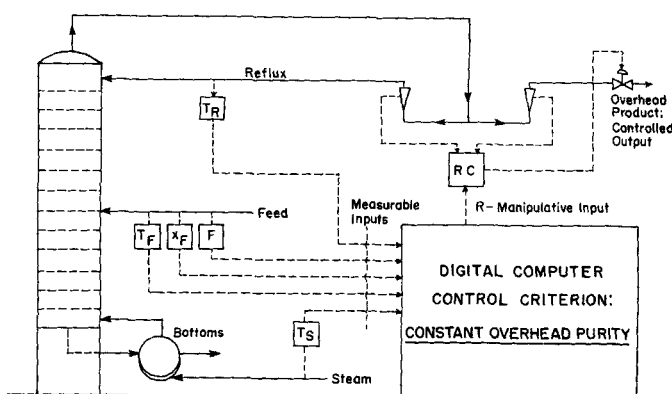 Reflux
T_R
Overhead
Product;
Controlled
Output
RC
Measurable
Inputs
R-Manipulative Input
Feed
T_F
x_F
F
DIGITAL COMPUTER
CONTROL CRITERION:
CONSTANT OVERHEAD PURITY
Bottoms
T_S
Steam